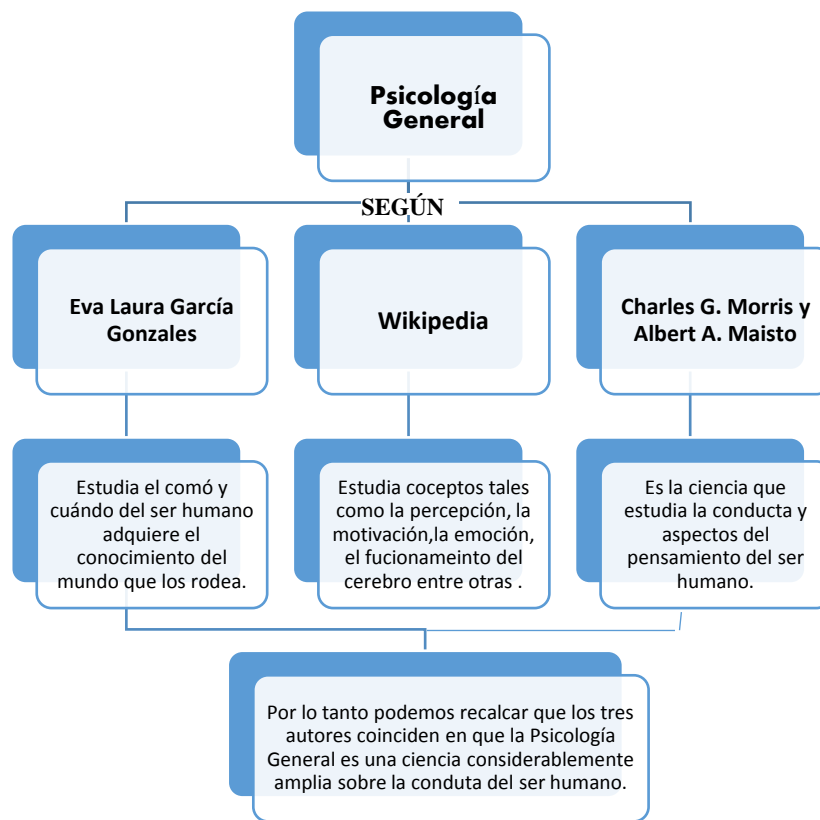 Psicología
General
SEGÚN
Eva Laura García
Gonzales
Wikipedia
Charles G. Morris y
Albert A. Maisto
Estudia el comó y
cuándo del ser humano
adquiere el
conocimiento del
mundo que los rodea.
Estudia coceptos tales
como la percepción, la
motivación,la emoción,
el fucionameinto del
cerebro entre otras .
Es la ciencia que
estudia la conducta y
aspectos del
pensamiento del ser
humano.
Por lo tanto podemos recalcar que los tres
autores coinciden en que la Psicología
General es una ciencia considerablemente
amplia sobre la conduta del ser humano.